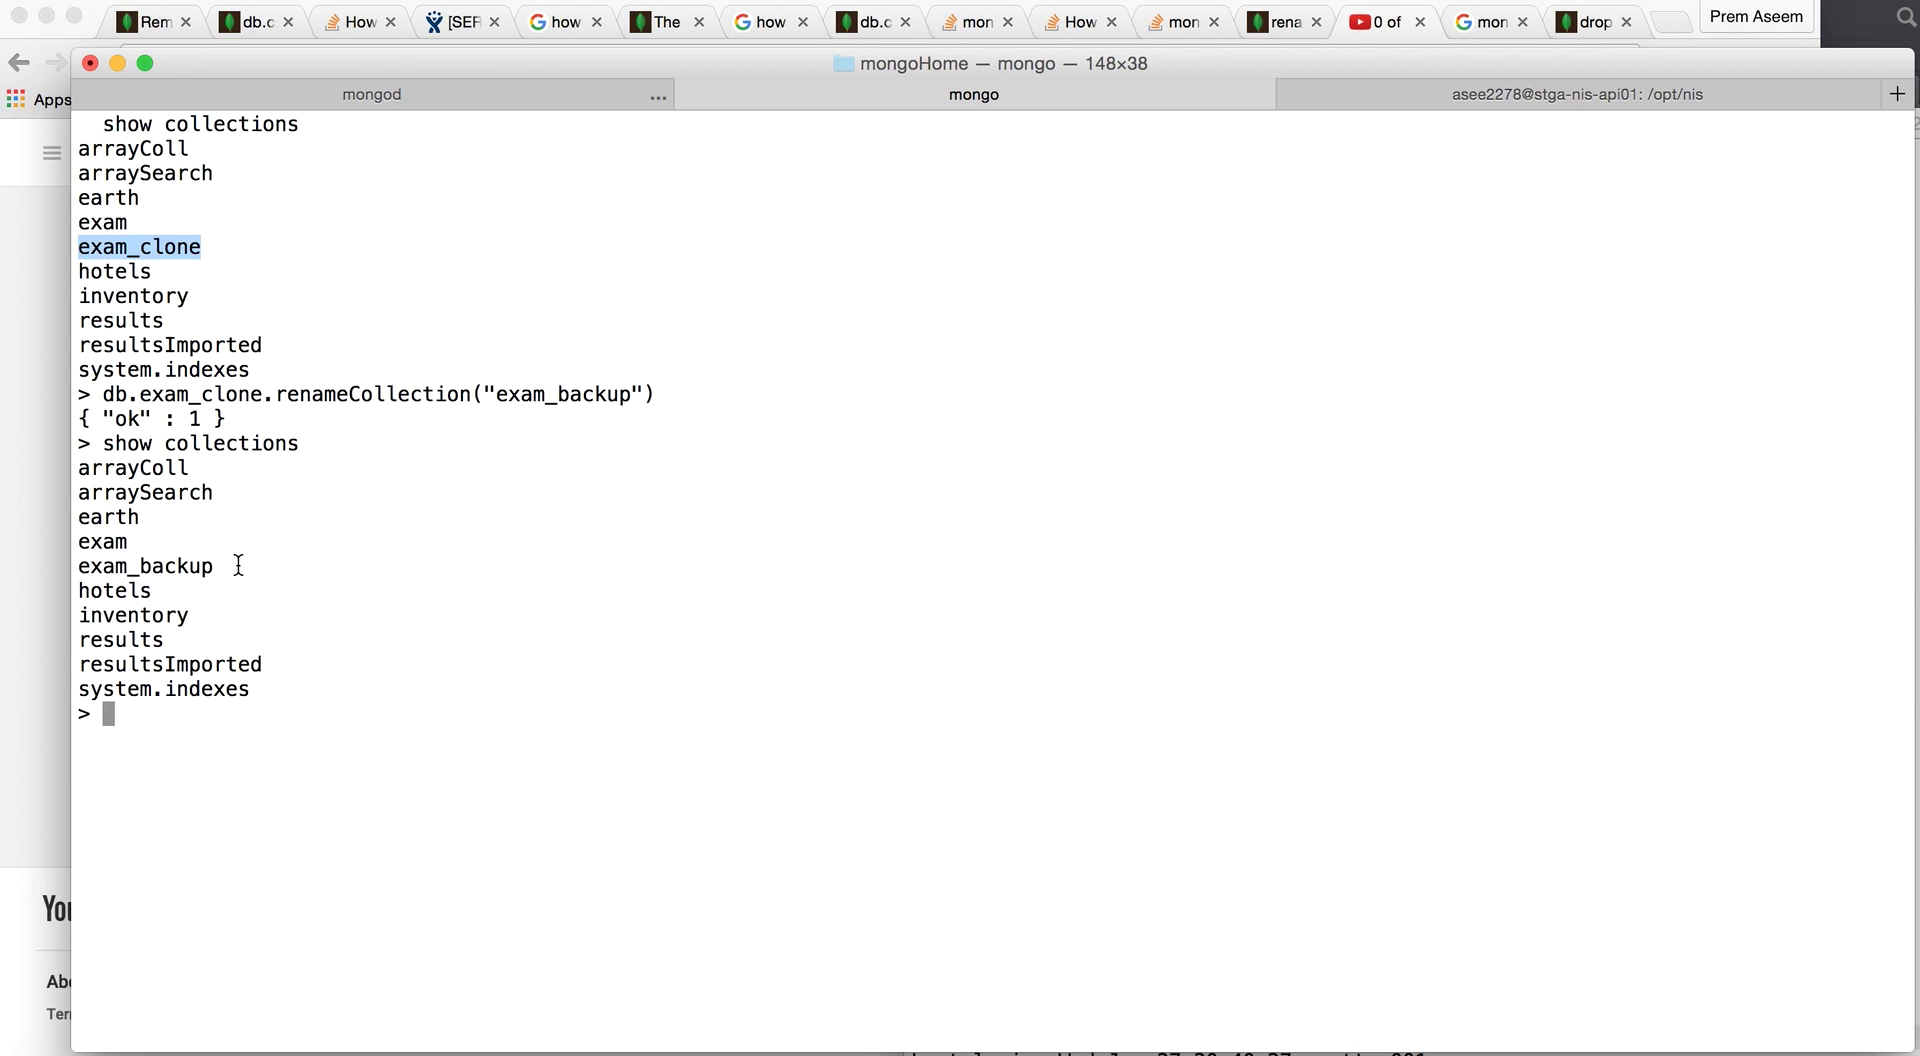 Rem db.c How [SEF how The how db.c mon How mon rena 0 of mon drop Prem Aseem
mongoHome — mongo — 148×38
Apps
mongod ... mongo asee2278@stga-nis-api01: /opt/nis +
show collections
arrayColl
arraySearch
earth
exam
exam_clone
hotels
inventory
results
resultsImported
system.indexes
> db.exam_clone.renameCollection("exam_backup")
{ "ok" : 1 }
> show collections
arrayColl
arraySearch
earth
exam
exam_backup
hotels
inventory
results
resultsImported
system.indexes
>
You
Abo
Ter